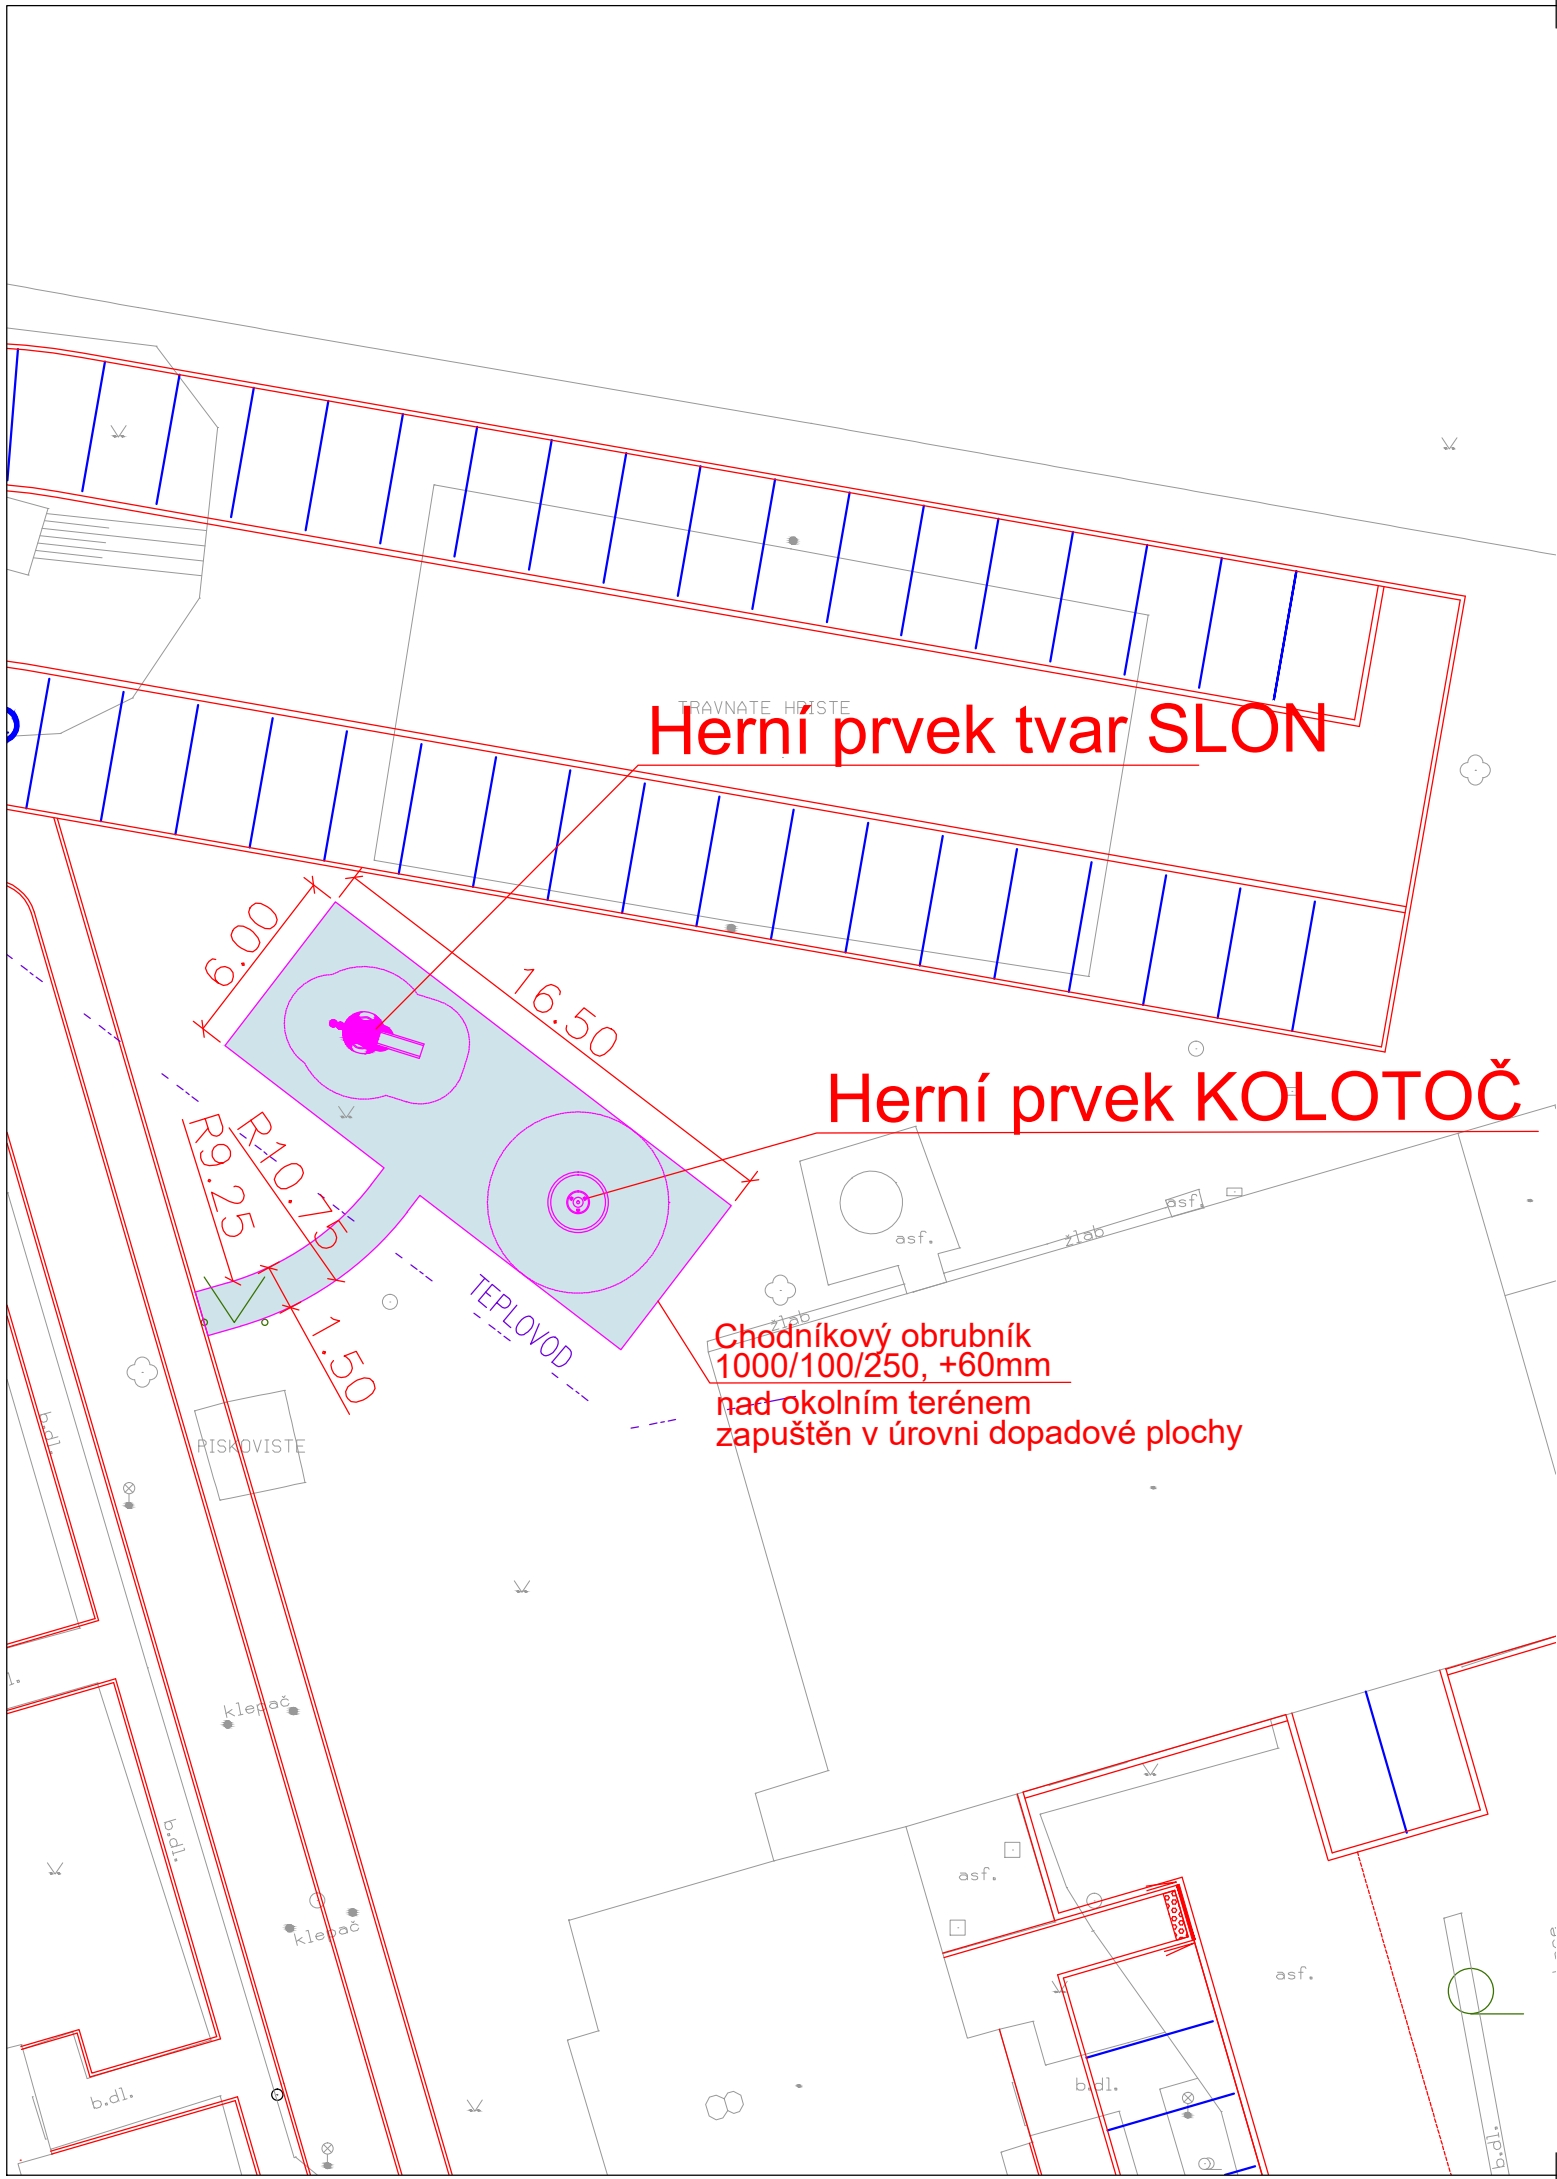 TRAVNATE HRISTE
Herní prvek tvar SLON
6.00
16.50
Herní prvek KOLOTOČ
R9.25
R10.75
1.50
TEPLOVOD
asf.
žlab
asf.
žlab
Chodníkový obrubník
1000/100/250, +60mm
nad okolním terénem
zapuštěn v úrovni dopadové plochy
b.dl.
PISKOVISTE
klepač
b.dl.
klepač
asf.
asf.
b.dl.
b.dl.
b.dl.